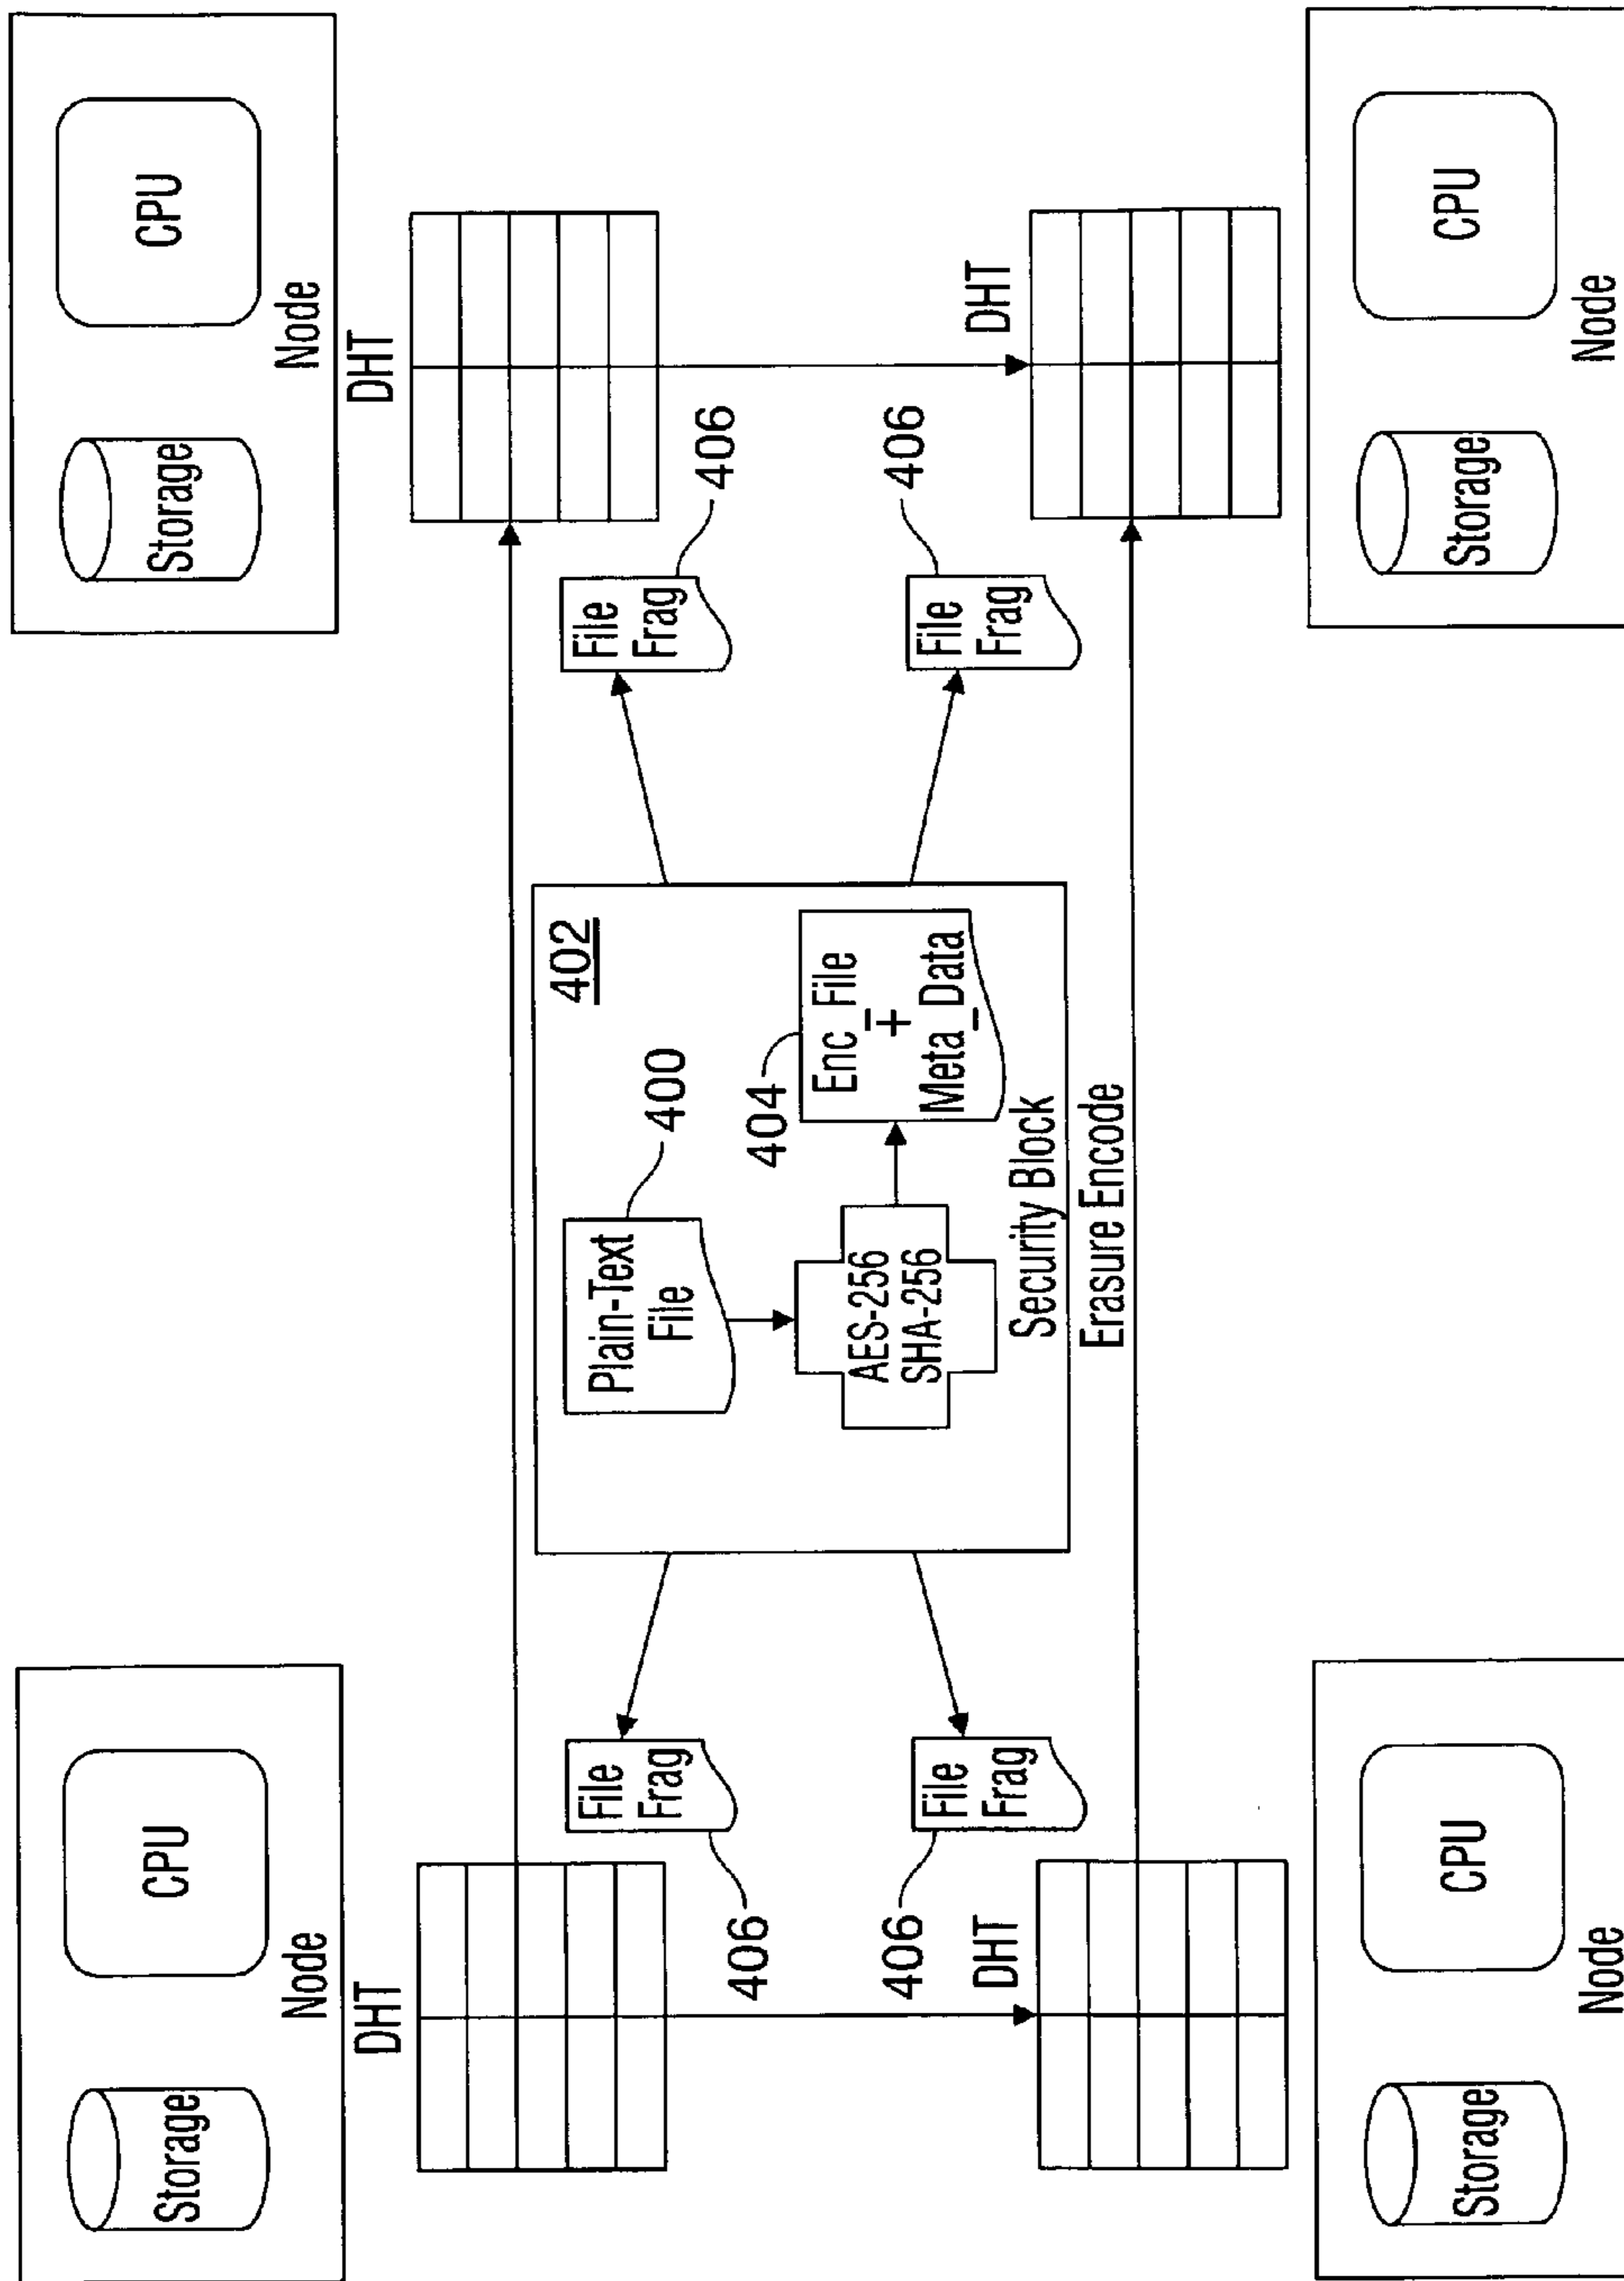 Storage
CPU
Node
DHT
Storage
CPU
Node
DHT
File
Frag
406
Plain-Text
File
400
402
404
Enc_File
+
Meta_Data
AES-256
SHA-256
Security Block
Erasure Encode
File
Frag
406
File
Frag
406
DHT
File
Frag
406
DHT
Storage
CPU
Node
Storage
CPU
Node